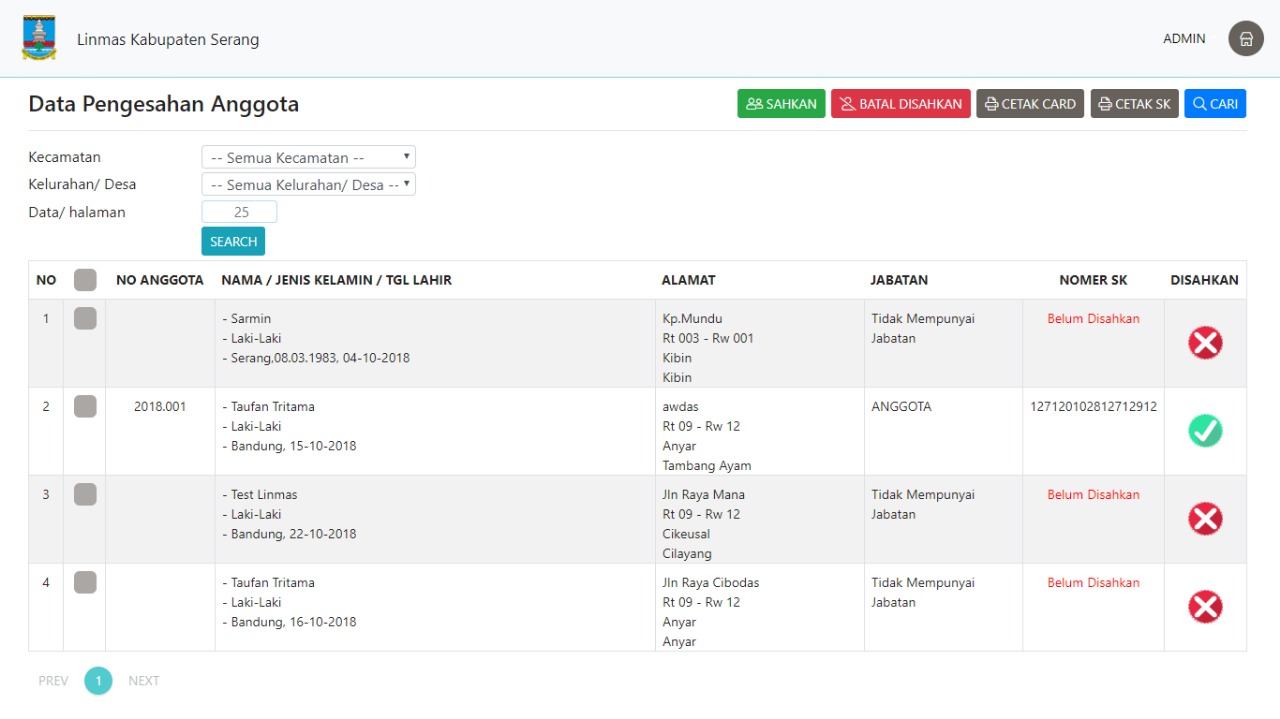 Linmas Kabupaten Serang
ADMIN
Data Pengesahan Anggota
SAHKAN
BATAL DISAHKAN
CETAK CARD
CETAK SK
CARI
Kecamatan
-- Semua Kecamatan --
Kelurahan/ Desa
-- Semua Kelurahan/ Desa --
Data/ halaman
25
SEARCH
NO NO ANGGOTA NAMA / JENIS KELAMIN / TGL LAHIR ALAMAT JABATAN NOMER SK DISAHKAN
1
- Sarmin
- Laki-Laki
- Serang,08.03.1983, 04-10-2018
Kp.Mundu
Rt 003 - Rw 001
Kibin
Kibin
Tidak Mempunyai
Jabatan
Belum Disahkan
2
2018.001
- Taufan Tritama
- Laki-Laki
- Bandung, 15-10-2018
awdas
Rt 09 - Rw 12
Anyar
Tambang Ayam
ANGGOTA
127120102812712912
3
- Test Linmas
- Laki-Laki
- Bandung, 22-10-2018
Jln Raya Mana
Rt 09 - Rw 12
Cikeusal
Cilayang
Tidak Mempunyai
Jabatan
Belum Disahkan
4
- Taufan Tritama
- Laki-Laki
- Bandung, 16-10-2018
Jln Raya Cibodas
Rt 09 - Rw 12
Anyar
Anyar
Tidak Mempunyai
Jabatan
Belum Disahkan
PREV 1 NEXT